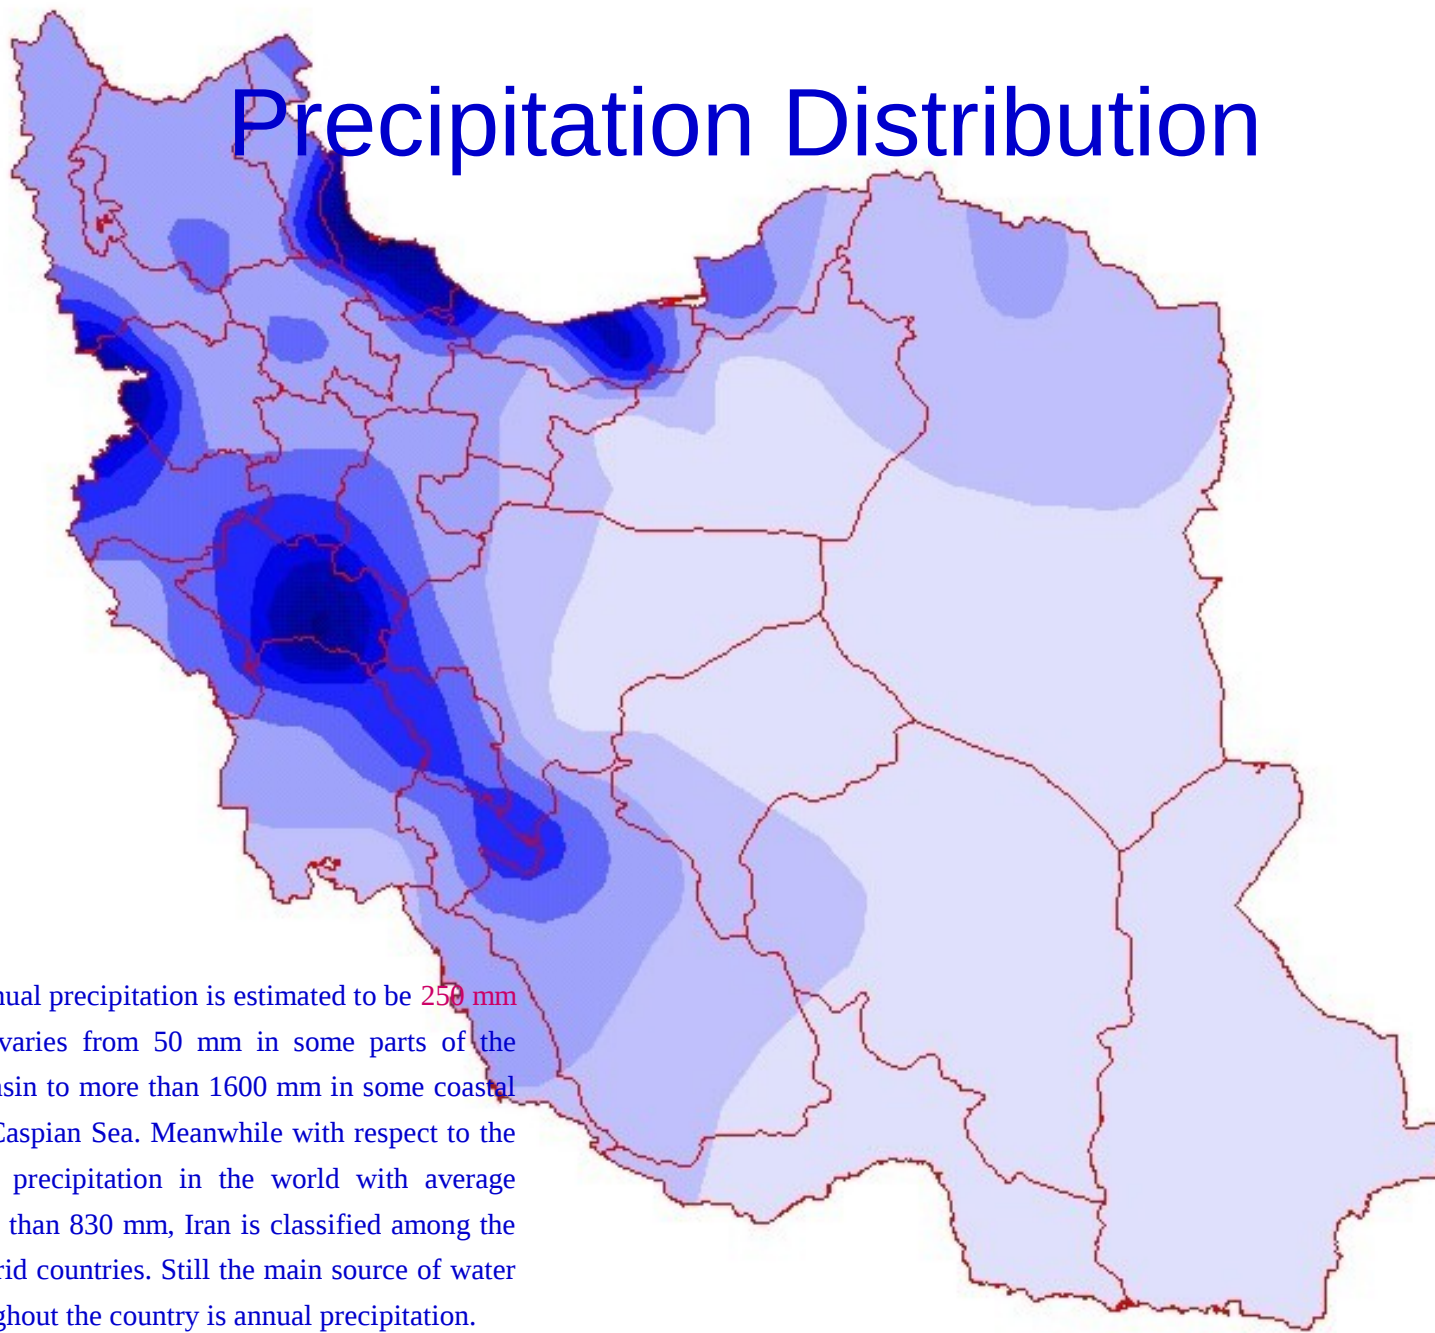 Precipitation Distribution
nual precipitation is estimated to be 250 mm
varies from 50 mm in some parts of the
asin to more than 1600 mm in some coastal
Caspian Sea. Meanwhile with respect to the
precipitation in the world with average
than 830 mm, Iran is classified among the
rid countries. Still the main source of water
ghout the country is annual precipitation.